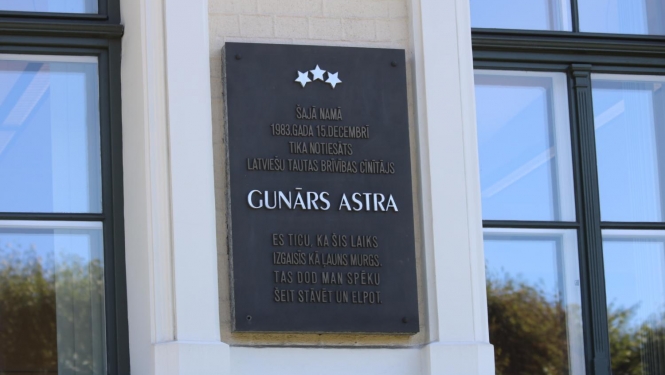 ŠAJĀ NAMĀ
1983.GADA 15.DECEMBRĪ
TIKA NOTIESĀTS
LATVIEŠU TAUTAS BRĪVĪBAS CĪNĪTĀJS
GUNĀRS ASTRA
ES TICU, KA ŠIS LAIKS
IZGAISĪS KĀ ĻAUNS MURGS.
TAS DOD MAN SPĒKU
ŠEIT STĀVĒT UN ELPOT.